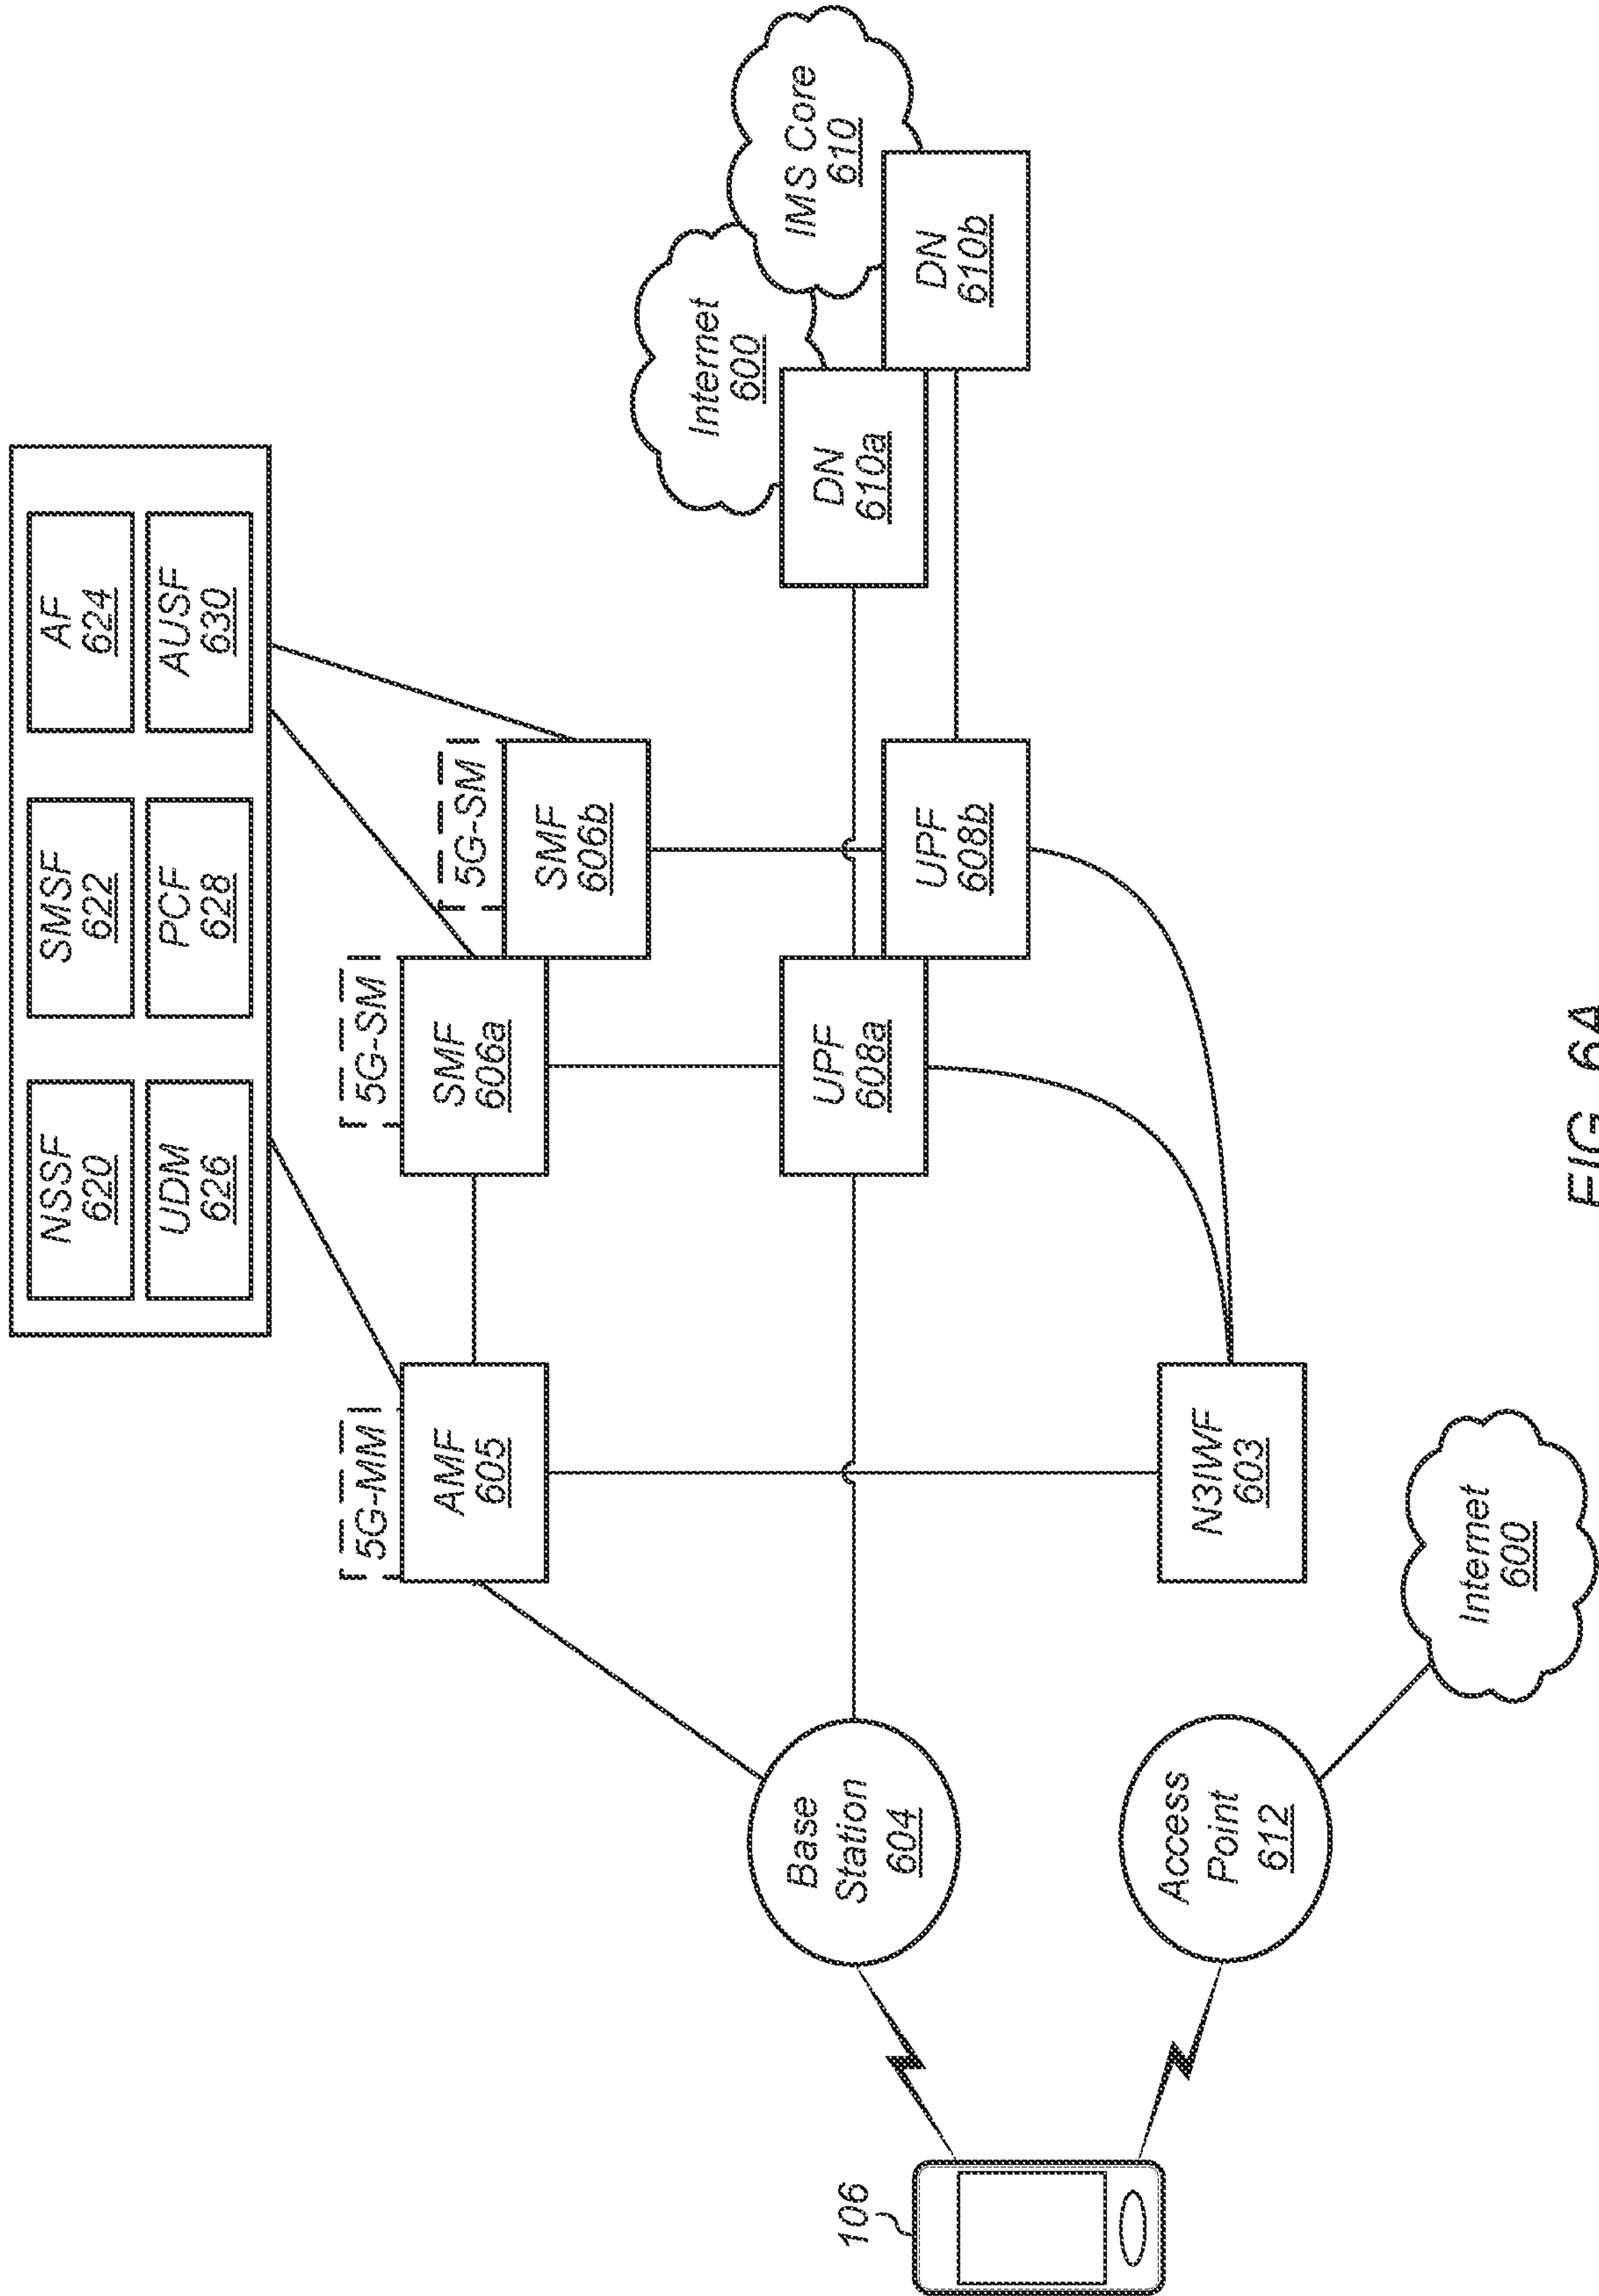 NSSF
620
SMSF
622
AF
624
UDM
626
PCF
628
AUSF
630
5G-MM
AMF
605
5G-SM
SMF
606a
5G-SM
SMF
606b
Internet
600
IMS Core
610
Base
Station
604
UPF
608a
UPF
608b
DN
610a
DN
610b
106
Access
Point
612
N3IWF
603
Internet
600
FIG. 6A